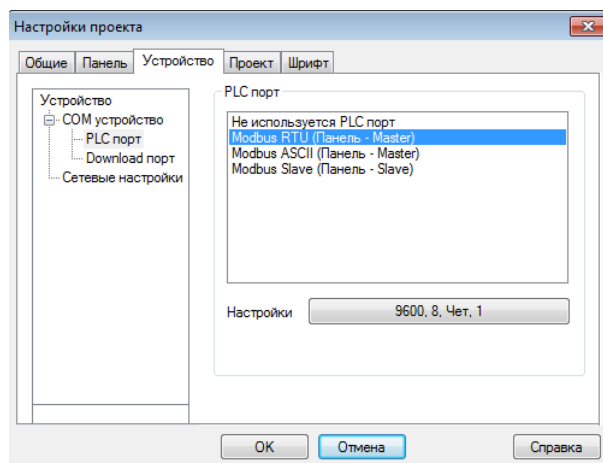 Настройки проекта
Общие Панель Устройство Проект Шрифт
Устройство
COM устройство
PLC порт
Download порт
Сетевые настройки
PLC порт
Не используется PLC порт
Modbus RTU (Панель - Master)
Modbus ASCII (Панель - Master)
Modbus Slave (Панель - Slave)
Настройки 9600, 8, Чет, 1
OK Отмена Справка